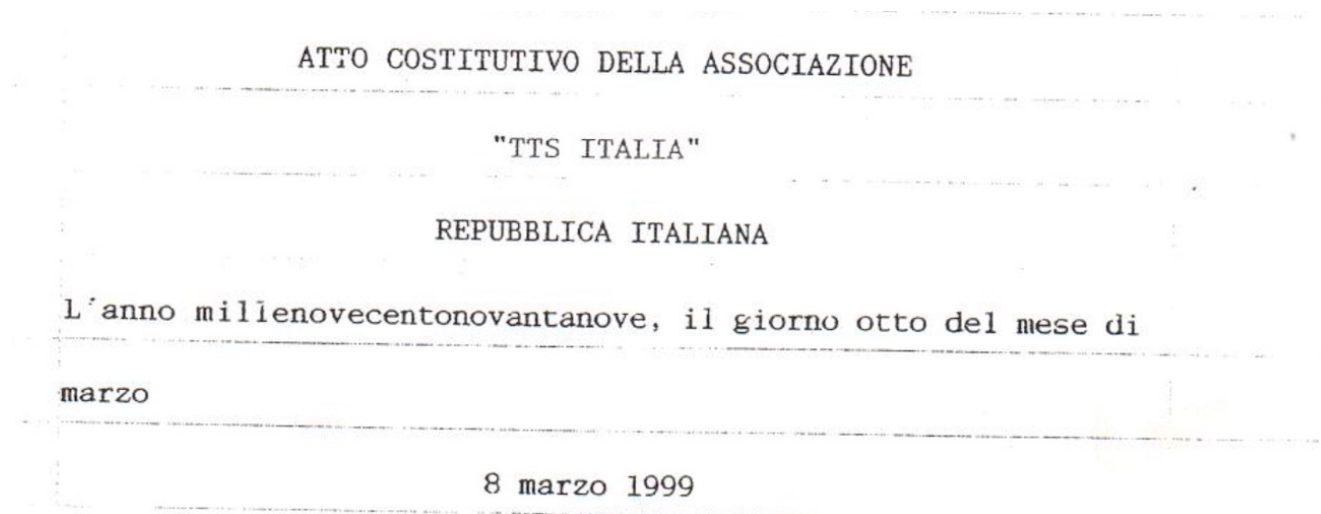 ATTO COSTITUTIVO DELLA ASSOCIAZIONE
"TTS ITALIA"
REPUBBLICA ITALIANA
L'anno millenovecentonovantanove, il giorno otto del mese di
marzo
8 marzo 1999